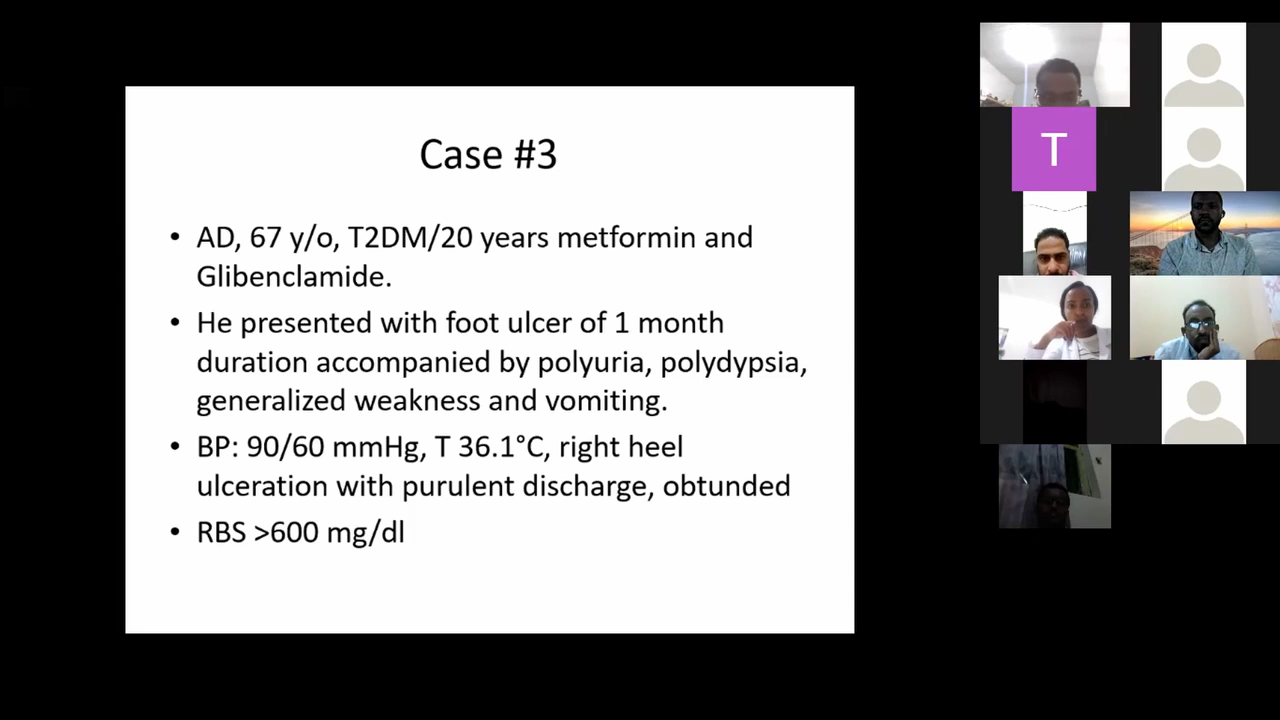 Case #3
• AD, 67 y/o, T2DM/20 years metformin and
Glibenclamide.
• He presented with foot ulcer of 1 month
duration accompanied by polyuria, polydypsia,
generalized weakness and vomiting.
• BP: 90/60 mmHg, T 36.1°C, right heel
ulceration with purulent discharge, obtunded
• RBS >600 mg/dl
T